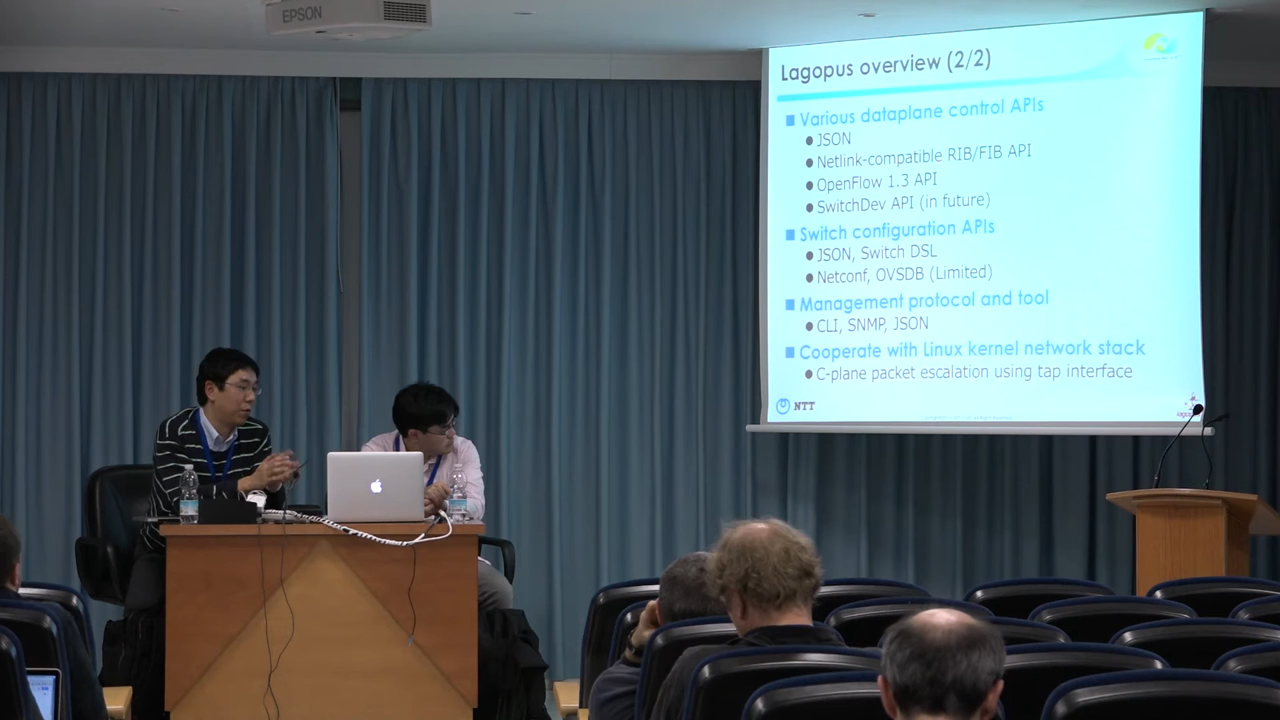 EPSON
Lagopus overview (2/2)
■ Various dataplane control APIs
● JSON
● Netlink-compatible RIB/FIB API
● OpenFlow 1.3 API
● SwitchDev API (in future)
■ Switch configuration APIs
● JSON, Switch DSL
● Netconf, OVSDB (Limited)
■ Management protocol and tool
● CLI, SNMP, JSON
■ Cooperate with Linux kernel network stack
● C-plane packet escalation using tap interface
NTT